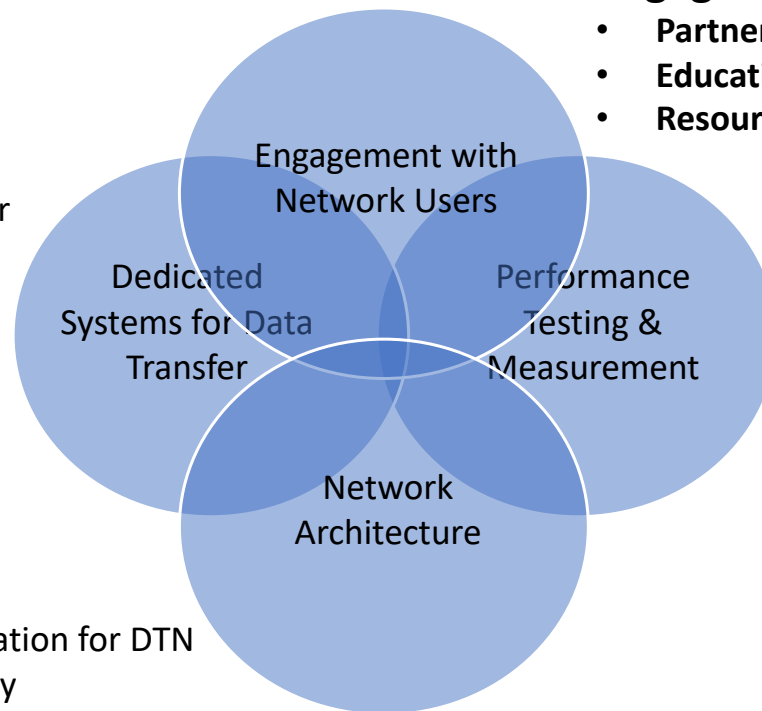 • Partner
• Educati
• Resour
Engagement with
Network Users
r
Dedicated
Systems for Data
Transfer
Performance
Testing &
Measurement
Network
Architecture
ation for DTN
y